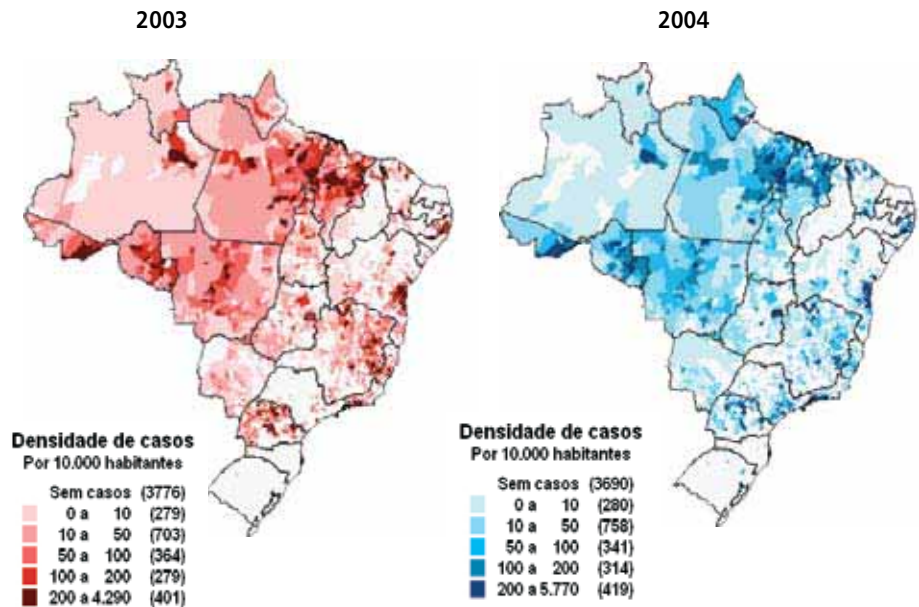 2003
2004
Densidade de casos
Por 10.000 habitantes
Sem casos (3776)
0 a 10 (279)
10 a 50 (703)
50 a 100 (364)
100 a 200 (279)
200 a 4.290 (401)
Densidade de casos
Por 10.000 habitantes
Sem casos (3690)
0 a 10 (280)
10 a 50 (758)
50 a 100 (341)
100 a 200 (314)
200 a 5.770 (419)